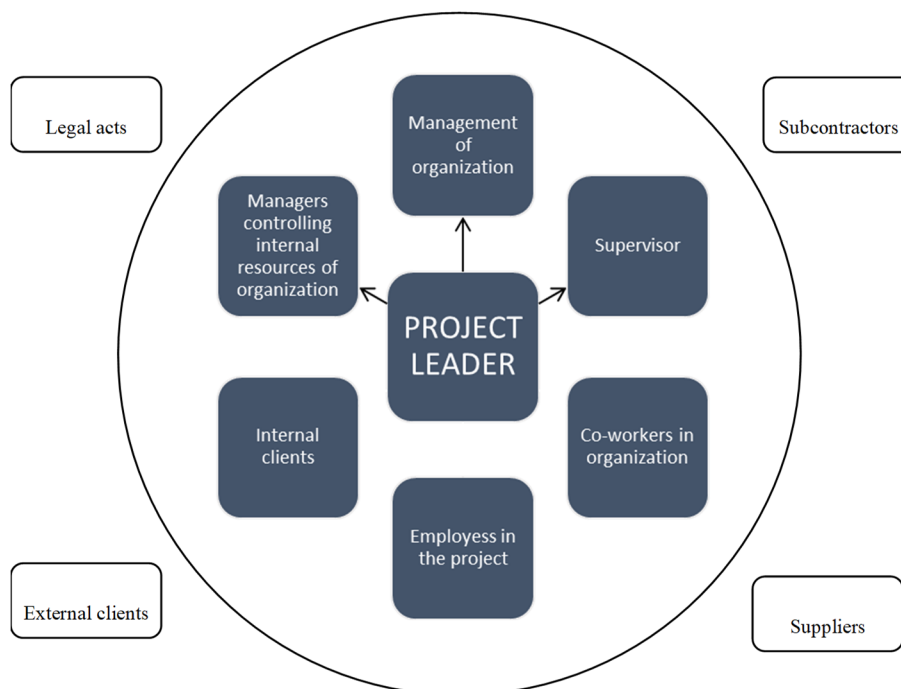 Legal acts
Subcontractors
Management
of
organization
Managers
controlling
internal
resources of
organization
Supervisor
PROJECT
LEADER
Internal
clients
Co-workers in
organization
Employess in
the project
External clients
Suppliers